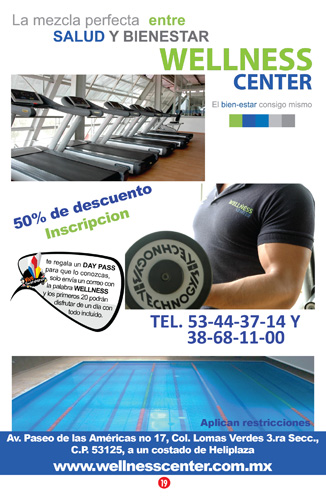 La mezcla perfecta entre
SALUD Y BIENESTAR
WELLNESS
CENTER
El bien-estar consigo mismo
50% de descuento
Inscripcion
WELLNESS
te regala un DAY PASS
para que lo conozcas,
solo envia un correo con
la palabra WELLNESS
y los primeros 20 podrán
disfrutar de un día con
todo incluido.
TECHNOGYM
TECHNOGYM
TEL. 53-44-37-14 Y
38-68-11-00
Aplican restricciones
Av. Paseo de las Américas no 17, Col. Lomas Verdes 3.ra Secc.,
C.P. 53125, a un costado de Heliplaza
www.wellnesscenter.com.mx
19